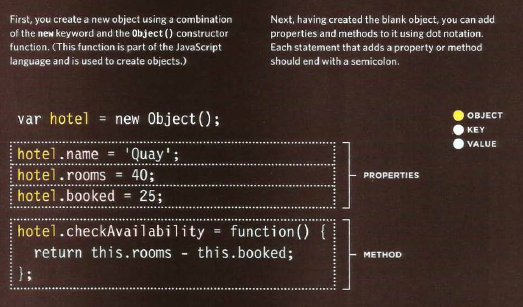 First, you create a new object using a combination
of the new keyword and the Object() constructor
function. (This function is part of the JavaScript
language and is used to create objects.)
Next, having created the blank object, you can add
properties and methods to it using dot notation.
Each statement that adds a property or method
should end with a semicolon.
var hotel = new Object();
hotel.name = 'Quay';
hotel.rooms = 40;
hotel.booked = 25;
hotel.checkAvailability = function() {
return this.rooms - this.booked;
};
OBJECT
KEY
VALUE
PROPERTIES
METHOD